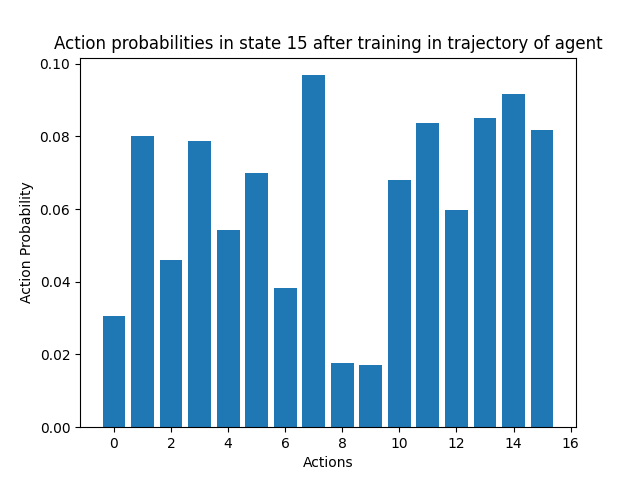 Action probabilities in state 15 after training in trajectory of agent
0.10
0.08
0.06
0.04
0.02
0.00
Action Probability
0 2 4 6 8 10 12 14 16
Actions